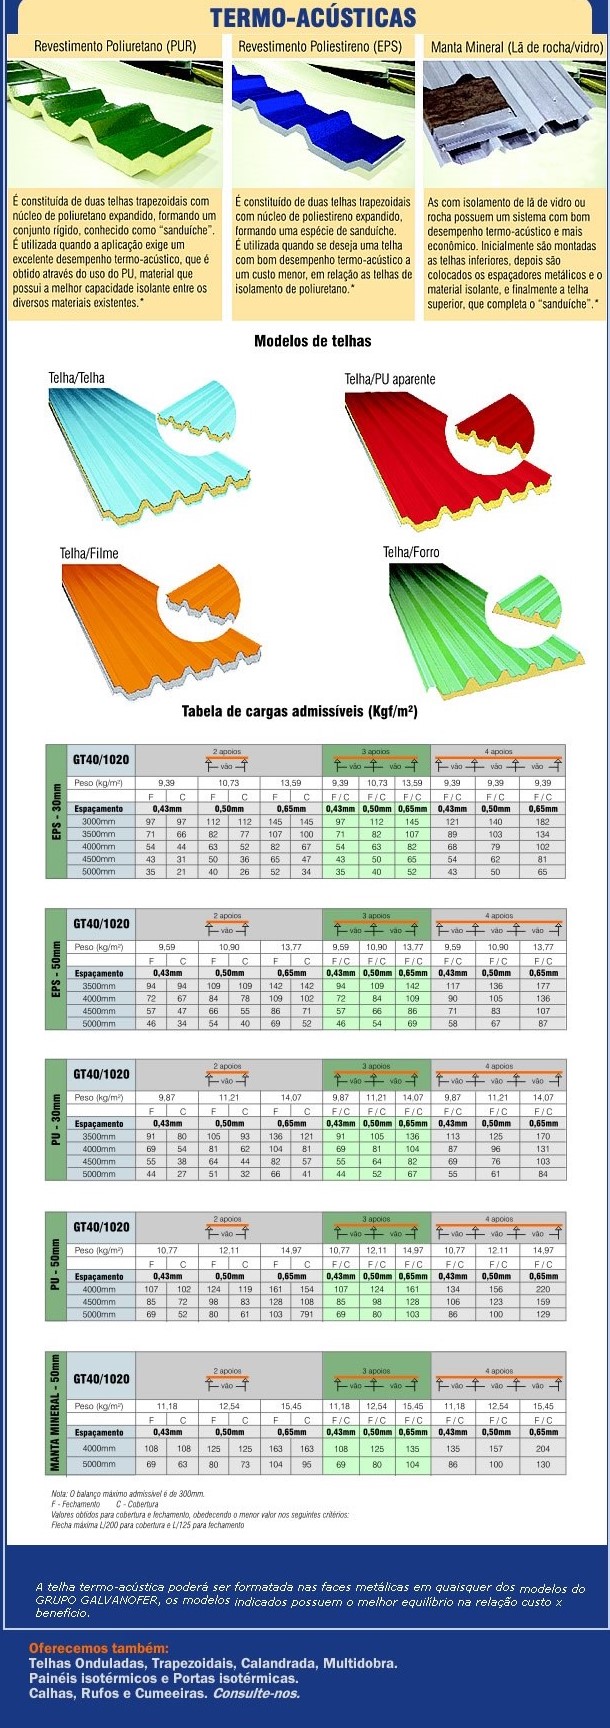 TERMO-ACÚSTICAS
Revestimento Poliuretano (PUR)
É constituída de duas telhas trapezoidais com
núcleo de poliuretano expandido, formando um
conjunto rígido, conhecido como “sanduíche”.
É utilizada quando a aplicação exige um
excelente desempenho termo-acústico, que é
obtido através do uso do PU, material que
possui a melhor capacidade isolante entre os
diversos materiais existentes.*
Revestimento Poliestireno (EPS)
É constituído de duas telhas trapezoidais
com núcleo de poliestireno expandido,
formando uma espécie de sanduíche.
É utilizada quando se deseja uma telha
com bom desempenho termo-acústico a
um custo menor, em relação as telhas de
isolamento de poliuretano.*
Manta Mineral (Lã de rocha/vidro)
As com isolamento de lã de vidro ou
rocha possuem um sistema com bom
desempenho termo-acústico e mais
econômico. Inicialmente são montadas
as telhas inferiores, depois são
colocados os espaçadores metálicos e o
material isolante, e finalmente a telha
superior, que completa o “sanduíche”.*
Modelos de telhas
Telha/Telha
Telha/PU aparente
Telha/Filme
Telha/Forro
Tabela de cargas admissíveis (Kgf/m²)
EPS - 30mm
GT40/1020 2 apoios 3 apoios 4 apoios
vão vão vão vão vão vão
Peso (kg/m²) 9,39 10,73 13,59 9,39 10,73 13,59 9,39 9,39 9,39
F C F C F C F / C F / C F / C F / C F / C F / C
Espaçamento 0,43mm 0,50mm 0,65mm 0,43mm 0,50mm 0,65mm 0,43mm 0,50mm 0,65mm
3000mm 97 97 112 112 145 145 97 112 145 121 140 182
3500mm 71 66 82 77 107 100 71 82 107 89 103 134
4000mm 54 44 63 52 82 67 54 63 82 68 79 102
4500mm 43 31 50 36 65 47 43 50 65 54 62 81
5000mm 35 21 40 26 52 34 35 40 52 43 50 65
EPS - 50mm
GT40/1020 2 apoios 3 apoios 4 apoios
vão vão vão vão vão vão
Peso (kg/m²) 9,59 10,90 13,77 9,59 10,90 13,77 9,59 10,90 13,77
F C F C F C F / C F / C F / C F / C F / C F / C
Espaçamento 0,43mm 0,50mm 0,65mm 0,43mm 0,50mm 0,65mm 0,43mm 0,50mm 0,65mm
3500mm 94 94 109 109 142 142 94 109 142 117 136 177
4000mm 72 67 84 78 109 102 72 84 109 90 105 136
4500mm 57 47 66 55 86 71 57 66 86 71 83 107
5000mm 46 34 54 40 69 52 46 54 69 58 67 87
PU - 30mm
GT40/1020 2 apoios 3 apoios 4 apoios
vão vão vão vão vão vão
Peso (kg/m²) 9,87 11,21 14,07 9,87 11,21 14,07 9,87 11,21 14,07
F C F C F C F / C F / C F / C F / C F / C F / C
Espaçamento 0,43mm 0,50mm 0,65mm 0,43mm 0,50mm 0,65mm 0,43mm 0,50mm 0,65mm
3500mm 91 80 105 93 136 121 91 105 136 113 125 170
4000mm 69 54 81 62 104 81 69 81 104 87 96 131
4500mm 55 38 64 44 82 57 55 64 82 69 76 103
5000mm 44 27 51 32 66 41 44 52 67 55 61 84
PU - 50mm
GT40/1020 2 apoios 3 apoios 4 apoios
vão vão vão vão vão vão
Peso (kg/m²) 10,77 12,11 14,97 10,77 12,11 14,97 10,77 12,11 14,97
F C F C F C F / C F / C F / C F / C F / C F / C
Espaçamento 0,43mm 0,50mm 0,65mm 0,43mm 0,50mm 0,65mm 0,43mm 0,50mm 0,65mm
4000mm 107 102 124 119 161 154 107 124 161 134 156 220
4500mm 85 72 98 83 128 108 85 98 128 106 123 159
5000mm 69 52 80 61 103 791 69 80 103 86 100 129
MANTA MINERAL - 50mm
GT40/1020 2 apoios 3 apoios 4 apoios
vão vão vão vão vão vão
Peso (kg/m²) 11,18 12,54 15,45 11,18 12,54 15,45 11,18 12,54 15,45
F C F C F C F / C F / C F / C F / C F / C F / C
Espaçamento 0,43mm 0,50mm 0,65mm 0,43mm 0,50mm 0,65mm 0,43mm 0,50mm 0,65mm
4000mm 108 108 125 125 163 163 108 125 135 135 157 204
5000mm 69 63 80 73 104 95 69 80 104 86 100 130
Nota: O balanço máximo admissível é de 300mm.
F - Fechamento C - Cobertura
Valores obtidos para cobertura e fechamento, obedecendo o menor valor nos seguintes critérios:
Flecha máxima L/200 para cobertura e L/125 para fechamento
A telha termo-acústica poderá ser formatada nas faces metálicas em quaisquer dos modelos do
GRUPO GALVANOFER, os modelos indicados possuem o melhor equilíbrio na relação custo x
benefício.
Oferecemos também:
Telhas Onduladas, Trapezoidais, Calandrada, Multidobra.
Painéis isotérmicos e Portas isotérmicas.
Calhas, Rufos e Cumeeiras. Consulte-nos.